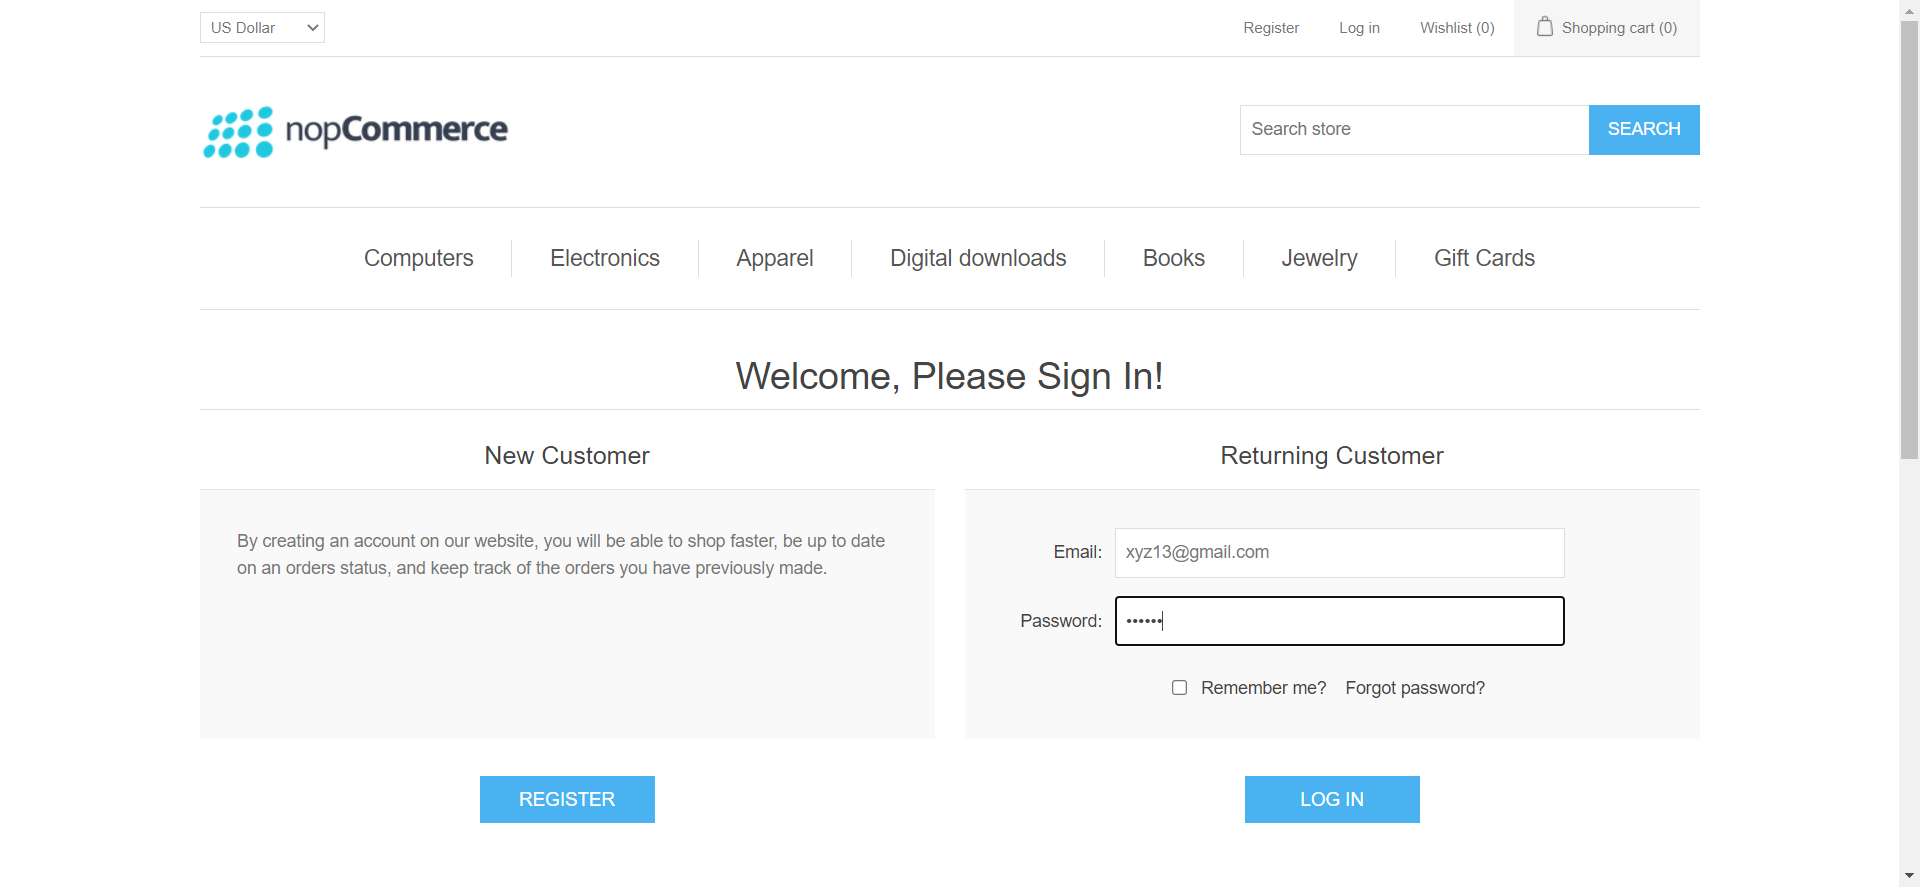 US Dollar
Register
Log in
Wishlist (0)
Shopping cart (0)
nopCommerce
Search store
SEARCH
Computers
Electronics
Apparel
Digital downloads
Books
Jewelry
Gift Cards
Welcome, Please Sign In!
New Customer
By creating an account on our website, you will be able to shop faster, be up to date
on an orders status, and keep track of the orders you have previously made.
REGISTER
Returning Customer
Email: xyz13@gmail.com
Password: ••••••
Remember me? Forgot password?
LOG IN